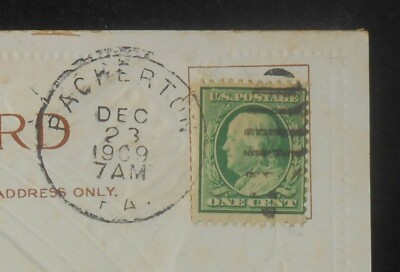 PACKERTON
DEC
23
1909
7AM
PA.
RD
ADDRESS ONLY.
U.S. POSTAGE
ONE CENT